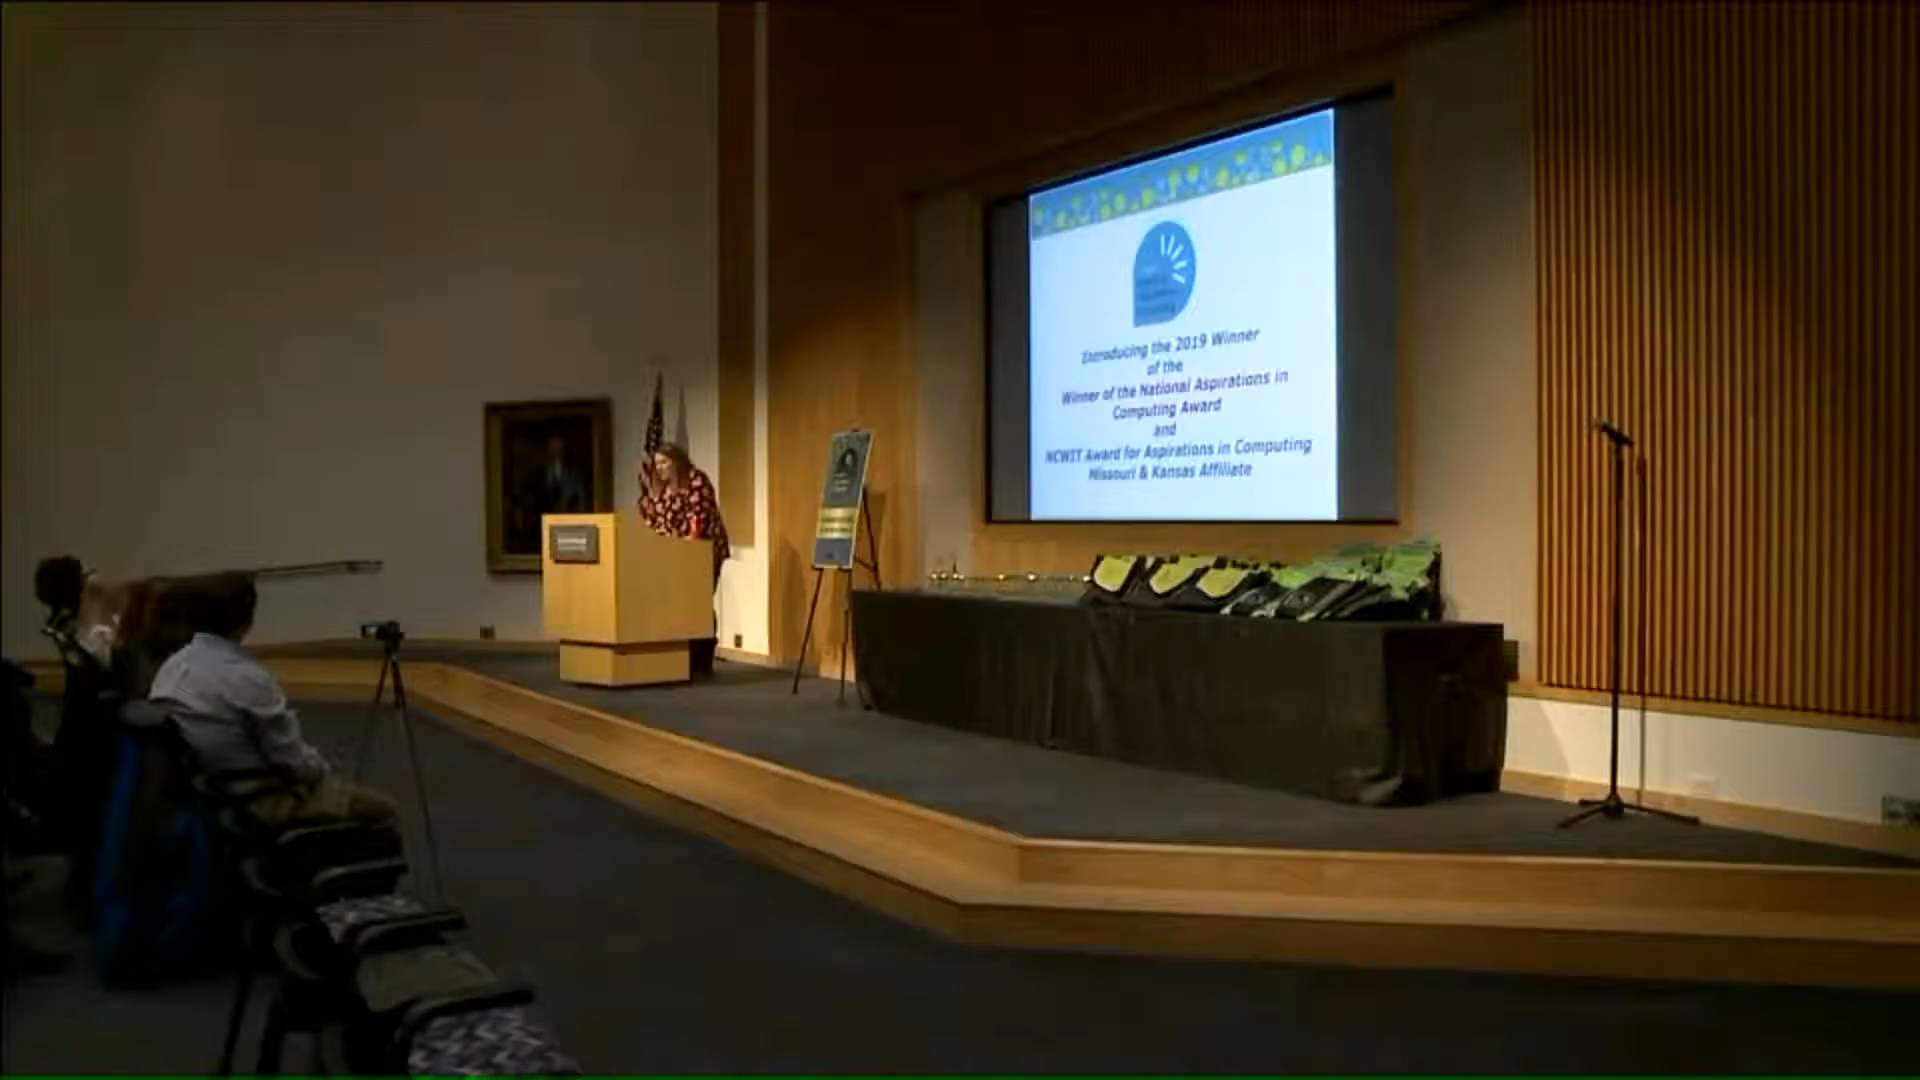 Introducing the 2019 Winner
of the
Winner of the National Aspirations in
Computing Award
and
NCWIT Award for Aspirations in Computing
Missouri & Kansas Affiliate